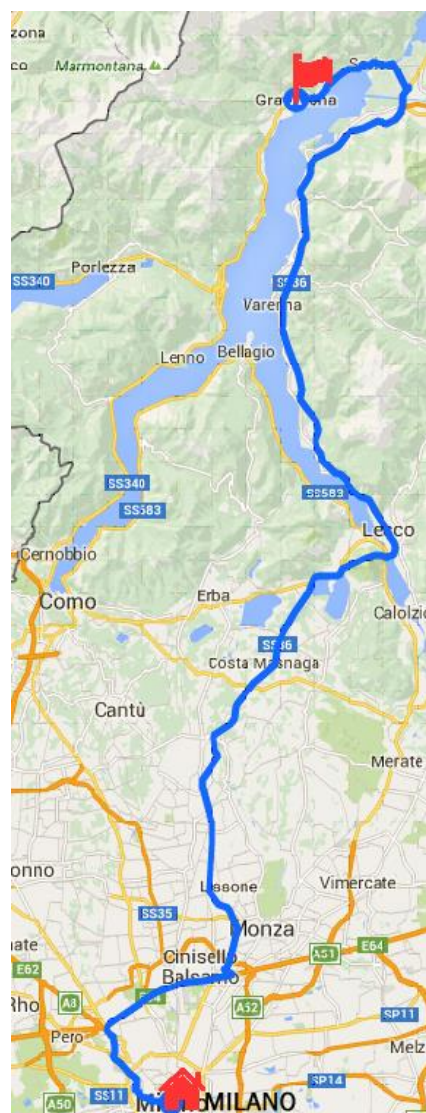 zona
Marmontana
co
Porlezza
SS340
SS36
Varenna
Lenno
Bellagio
SS340
SS583
SS583
Lecco
Cernobbio
Como
Erba
Calolzio
SS36
Costa Masnaga
Cantù
Merate
onno
Lissone
Vimercate
SS35
Monza
nate
Cinisello
Balsamo
A51
E64
E62
Rho
A8
A52
SP11
Pero
Melz
SS11
SP14
MILANO
A50